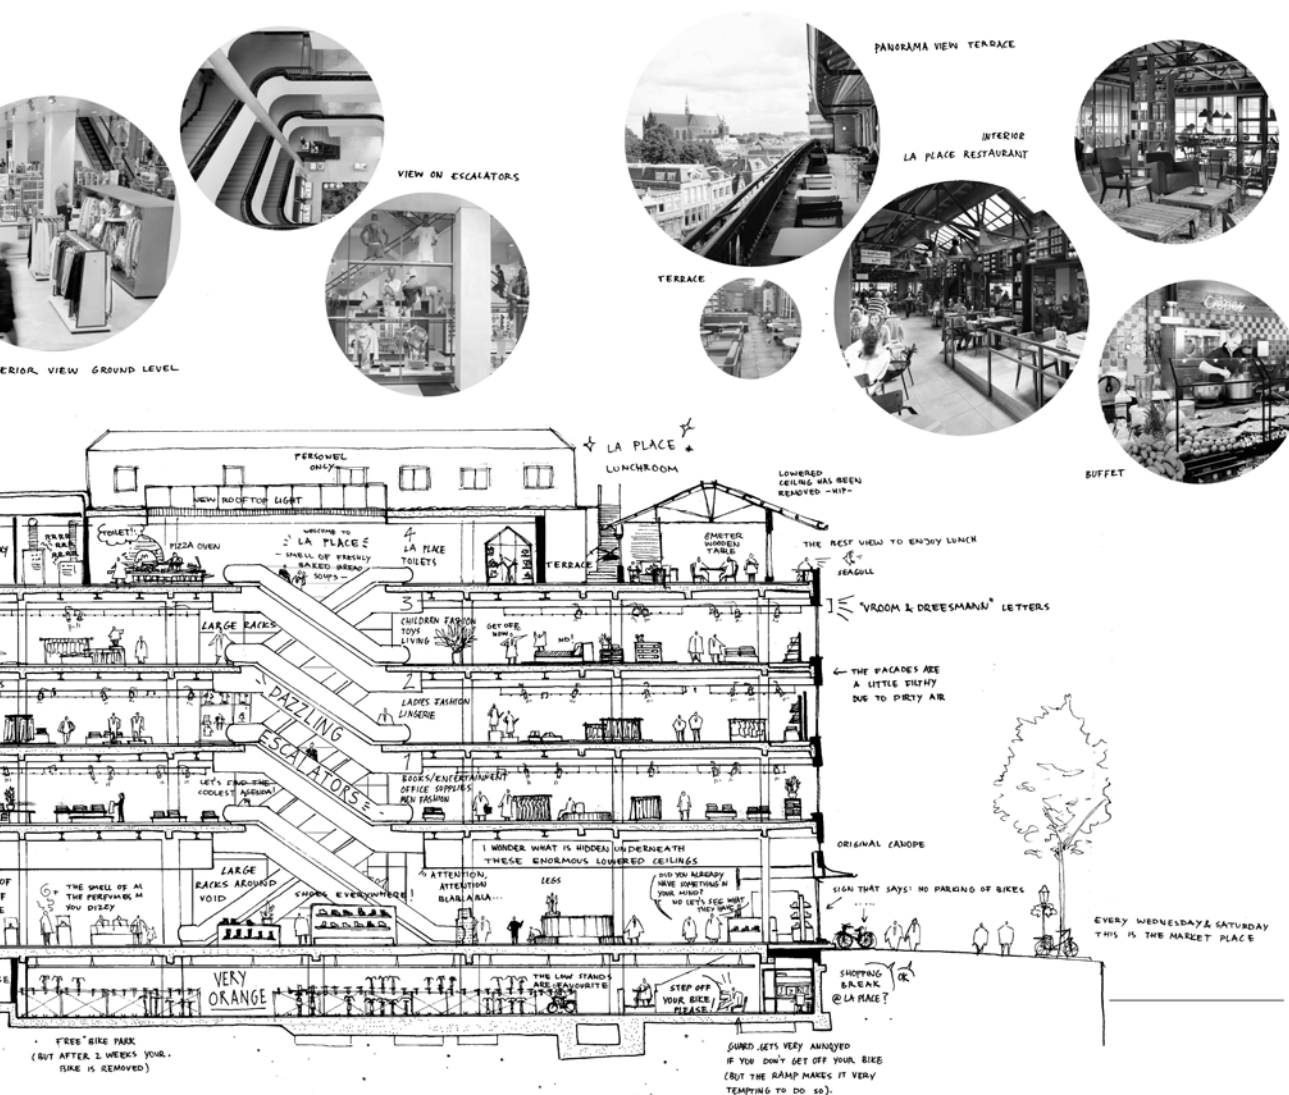 PANORAMA VIEW TERRACE
INTERIOR
LA PLACE RESTAURANT
VIEW ON ESCALATORS
TERRACE
Crêpes
ERIOR VIEW GROUND LEVEL
BUFFET
LA PLACE
LUNCHROOM
PERSONEL
ONLY
LOWERED
CEILING HAS BEEN
REMOVED -HIP-
NEW ROOFTOP LIGHT
TOILET!
PIZZA OVEN
WELCOME TO
LA PLACE
- SMELL OF FRESHLY
BAKED BREAD
SOUPS -
4
LA PLACE
TOILETS
TERRACE
8METER
WOODEN
TABLE
THE BEST VIEW TO ENJOY LUNCH
SEAGULL
"VROOM & DREESMANN" LETTERS
LARGE RACKS
3
CHILDREN FASHION
TOYS
LIVING
GET OFF
NOW!
NO!
THE FACADES ARE
A LITTLE FILTHY
DUE TO DIRTY AIR
2
LADIES FASHION
LINGERIE
DAZZLING
ESCALATORS
LET'S FIND THE
COOLEST AGENDA!
1
BOOKS/ENTERTAINMENT
OFFICE SUPPLIES
MEN FASHION
I WONDER WHAT IS HIDDEN UNDERNEATH
THESE ENORMOUS LOWERED CEILINGS
ORIGINAL CANOPE
LARGE
RACKS AROUND
VOID
THE SMELL OF Al
THE PERFUMES M
YOU DIZZY
SHOES EVERYWHERE!
ATTENTION,
ATTENTION
BLABLABLA...
LEGS
DID YOU ALREADY
HAVE SOMETHING IN
YOUR MIND?
NO LET'S SEE WHAT
THEY HAVE
SIGN THAT SAYS: NO PARKING OF BIKES
EVERY WEDNESDAY & SATURDAY
THIS IS THE MARKET PLACE
VERY
ORANGE
THE LOW STANDS
ARE FAVOURITE
STEP OFF
YOUR BIKE
PLEASE
SHOPPING
BREAK
@ LA PLACE?
OK
FREE BIKE PARK
(BUT AFTER 2 WEEKS YOUR
BIKE IS REMOVED)
GUARD GETS VERY ANNOYED
IF YOU DON'T GET OFF YOUR BIKE
(BUT THE RAMP MAKES IT VERY
TEMPTING TO DO SO).